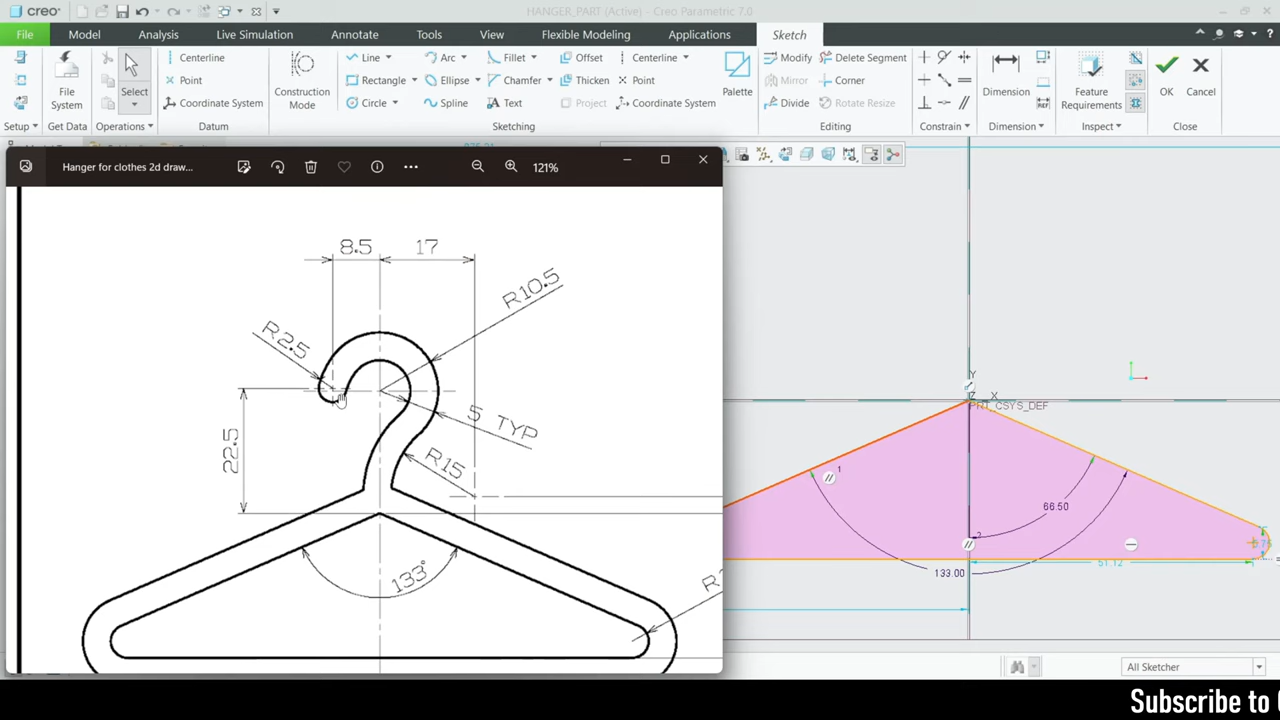 creo
HANGER_PART (Active) - Creo Parametric 7.0
File Model Analysis Live Simulation Annotate Tools View Flexible Modeling Applications Sketch
Centerline Line Arc Fillet Offset Centerline Modify Delete Segment
Point Rectangle Ellipse Chamfer Thicken Point Mirror Corner
Coordinate System Circle Spline Text Project Coordinate System Divide Rotate Resize
File System
Select
Construction Mode
Palette
Dimension
Feature Requirements
OK
Cancel
Setup Get Data Operations Datum Sketching Editing Constrain Dimension Inspect Close
Hanger for clothes 2d draw...
121%
8.5 17
R10.5
R2.5
5 TYP
22.5
R15
133°
Y
Z X
PRT_CSYS_DEF
1
66.50
2
133.00
51.12
All Sketcher
Subscribe to